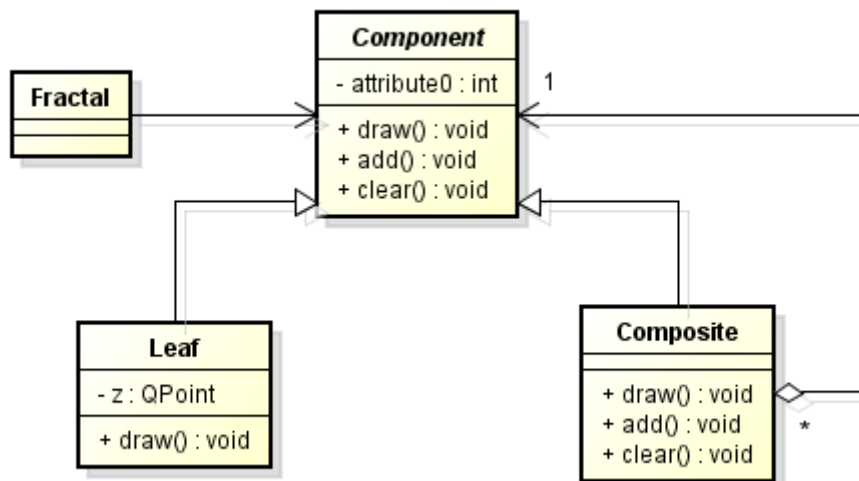 Component
- attribute0 : int
+ draw() : void
+ add() : void
+ clear() : void
1
Fractal
Leaf
- z : QPoint
+ draw() : void
Composite
+ draw() : void
+ add() : void
+ clear() : void
*